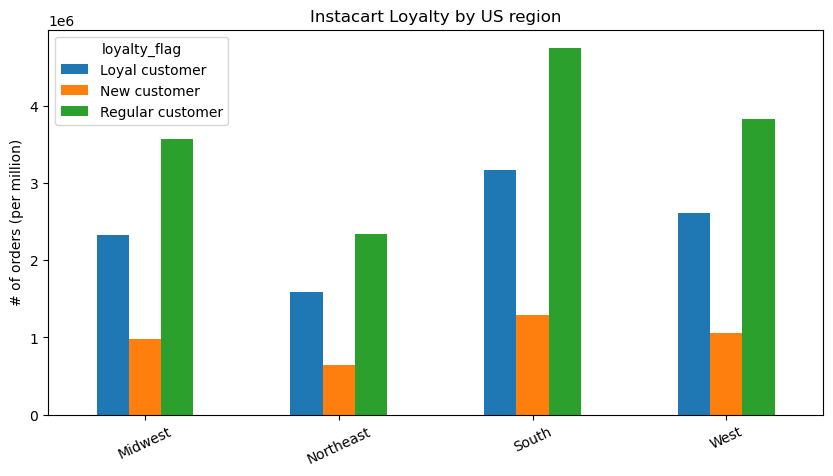 Instacart Loyalty by US region
1e6
loyalty_flag
Loyal customer
New customer
Regular customer
# of orders (per million)
4
3
2
1
0
Midwest
Northeast
South
West